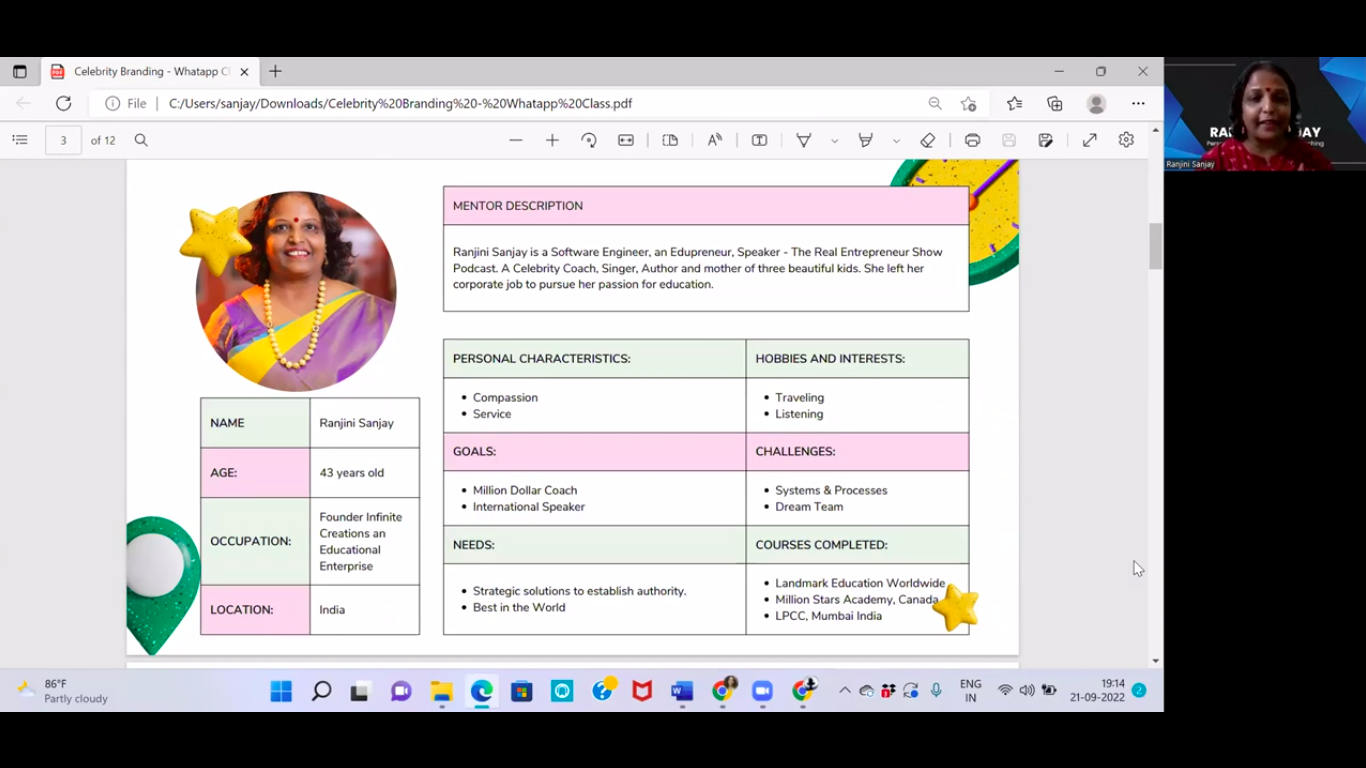 Celebrity Branding - Whatapp C
File
C:/Users/sanjay/Downloads/Celebrity%20Branding%20-%20Whatapp%20Class.pdf
3 of 12
MENTOR DESCRIPTION
Ranjini Sanjay is a Software Engineer, an Edupreneur, Speaker - The Real Entrepreneur Show
Podcast. A Celebrity Coach, Singer, Author and mother of three beautiful kids. She left her
corporate job to pursue her passion for education.
NAME
Ranjini Sanjay
AGE:
43 years old
OCCUPATION:
Founder Infinite
Creations an
Educational
Enterprise
LOCATION:
India
PERSONAL CHARACTERISTICS:
• Compassion
• Service
HOBBIES AND INTERESTS:
• Traveling
• Listening
GOALS:
• Million Dollar Coach
• International Speaker
CHALLENGES:
• Systems & Processes
• Dream Team
NEEDS:
• Strategic solutions to establish authority.
• Best in the World
COURSES COMPLETED:
• Landmark Education Worldwide
• Million Stars Academy, Canada
• LPCC, Mumbai India
Ranjini Sanjay
86°F
Partly cloudy
ENG
IN
19:14
21-09-2022
2